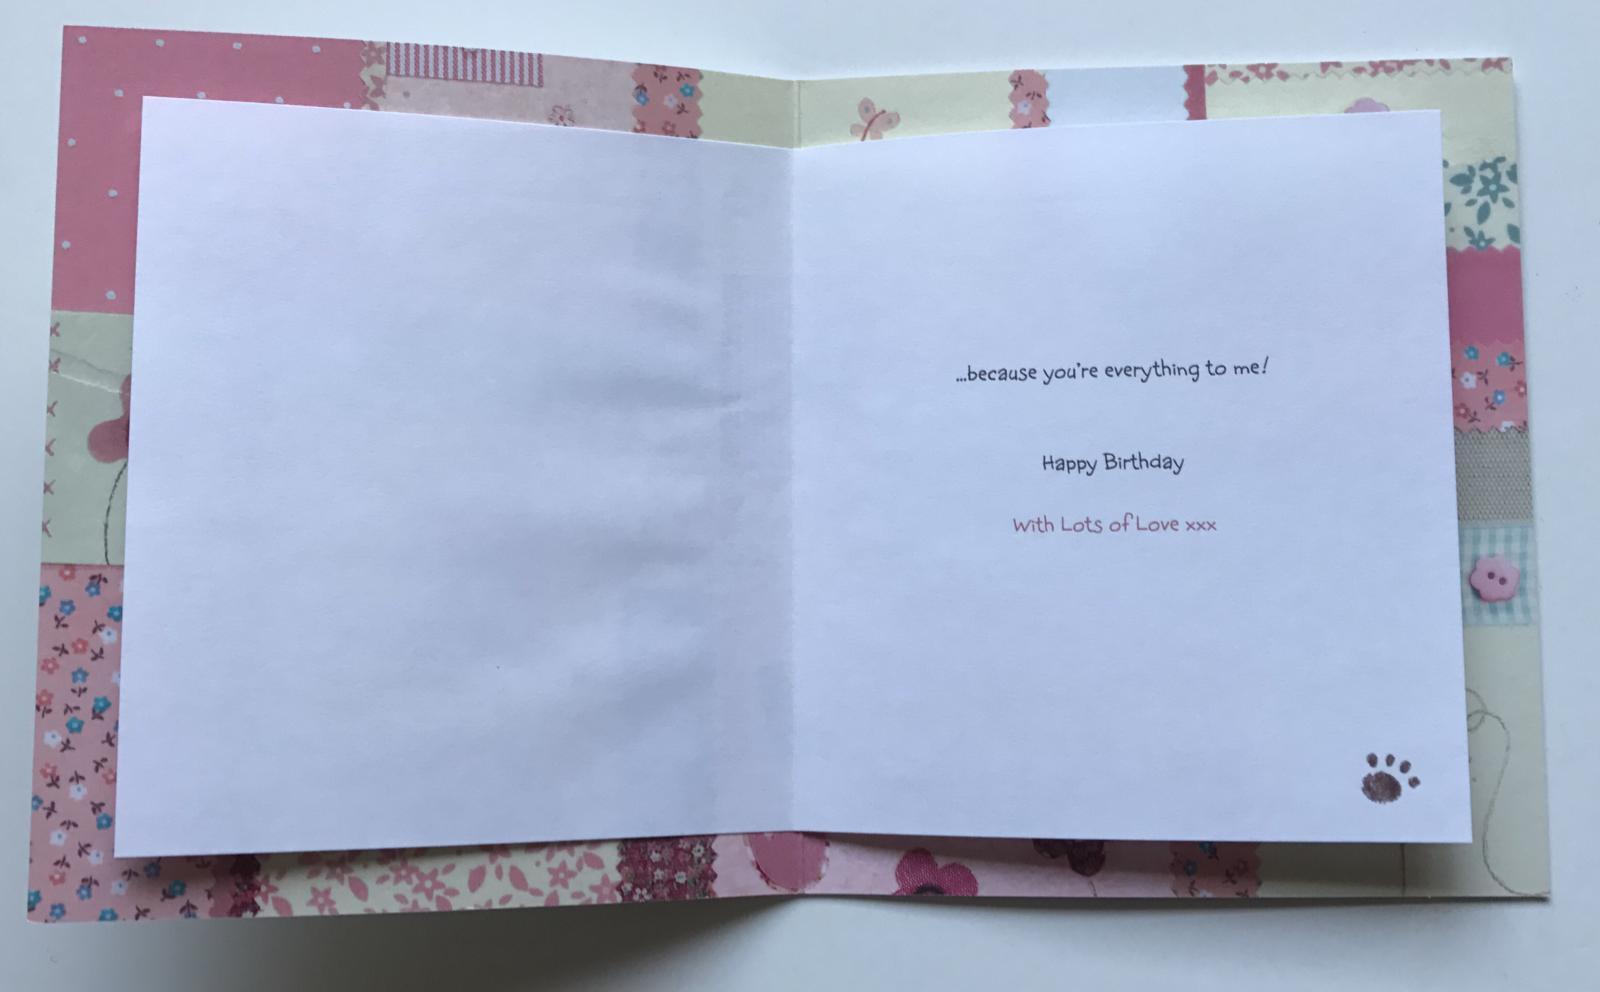 ...because you're everything to me!
Happy Birthday
With Lots of Love xxx